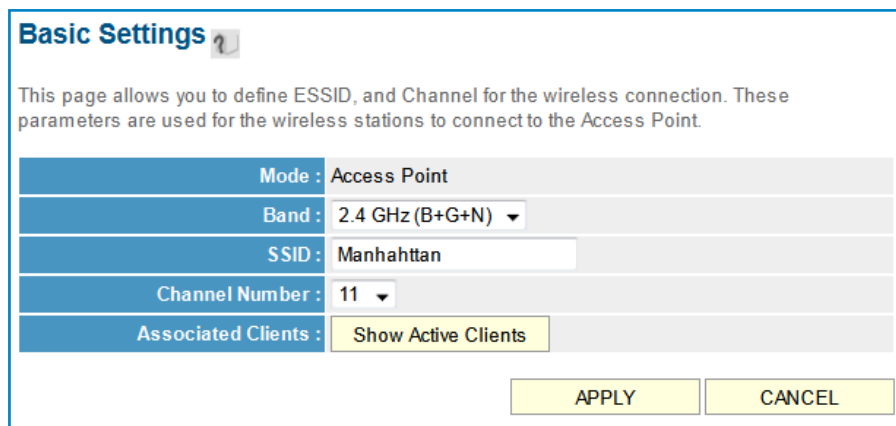 Basic Settings
This page allows you to define ESSID, and Channel for the wireless connection. These
parameters are used for the wireless stations to connect to the Access Point.
Mode : Access Point
Band : 2.4 GHz (B+G+N)
SSID : Manhahttan
Channel Number : 11
Associated Clients : Show Active Clients
APPLY CANCEL